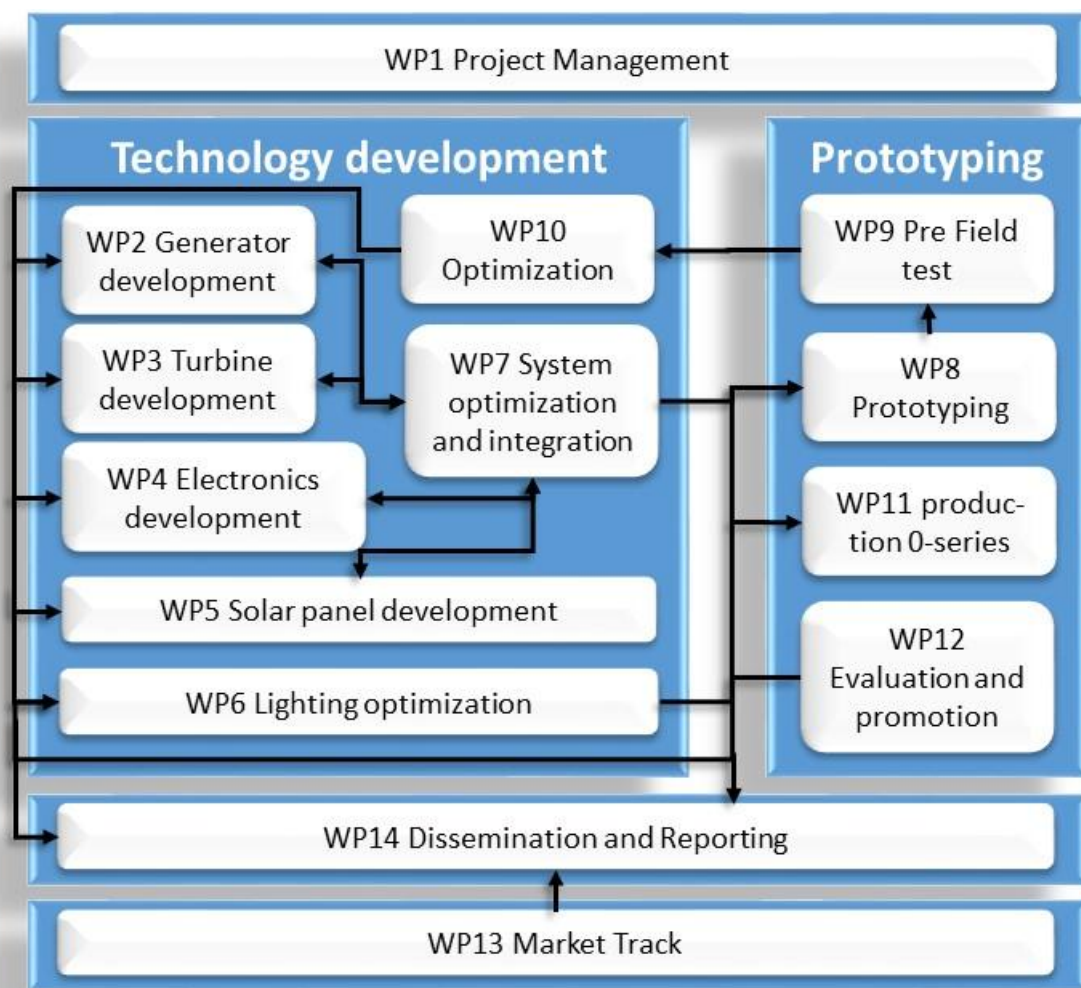 WP1 Project Management
Technology development
WP2 Generator
development
WP10
Optimization
WP3 Turbine
development
WP7 System
optimization
and integration
WP4 Electronics
development
WP5 Solar panel development
WP6 Lighting optimization
Prototyping
WP9 Pre Field
test
WP8
Prototyping
WP11 produc-
tion 0-series
WP12
Evaluation and
promotion
WP14 Dissemination and Reporting
WP13 Market Track